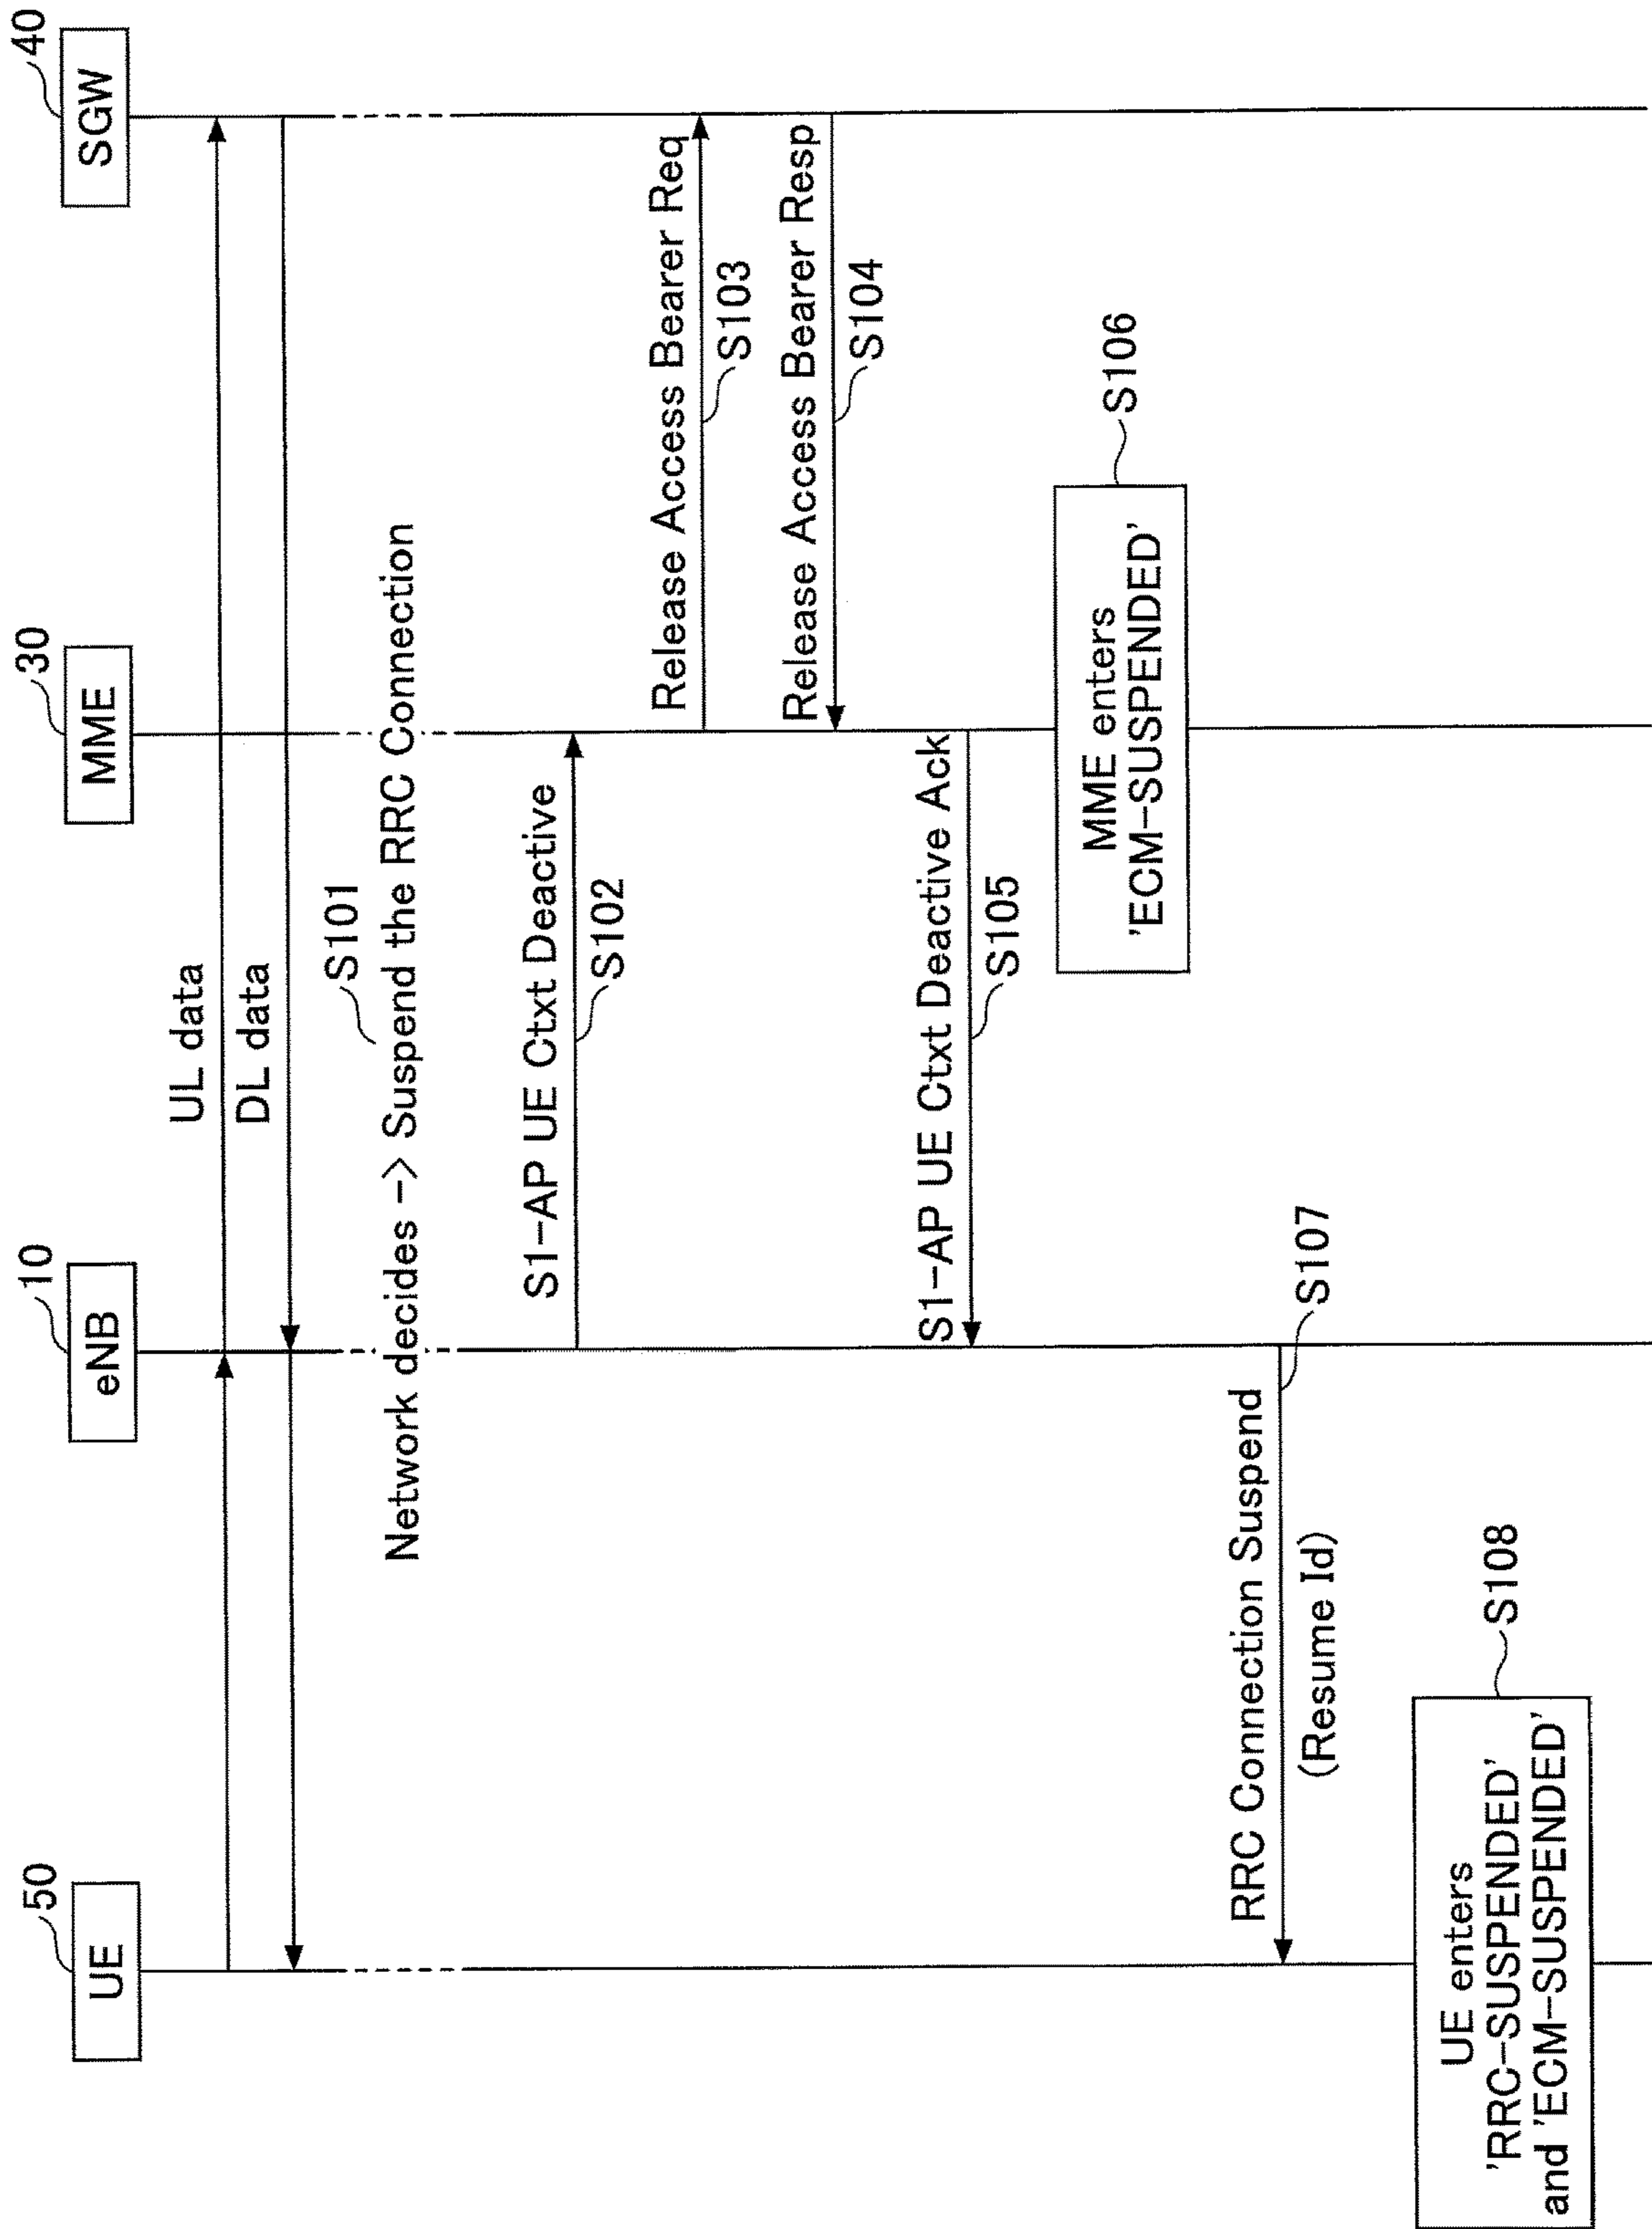 50
UE
10
eNB
30
MME
40
SGW
UL data
DL data
S101
Network decides -> Suspend the RRC Connection
S1-AP UE Ctxt Deactive
S102
Release Access Bearer Req
S103
Release Access Bearer Resp
S104
S1-AP UE Ctxt Deactive Ack
S105
MME enters
'ECM-SUSPENDED'
S106
RRC Connection Suspend
S107
(Resume Id)
UE enters
'RRC-SUSPENDED'
and 'ECM-SUSPENDED'
S108